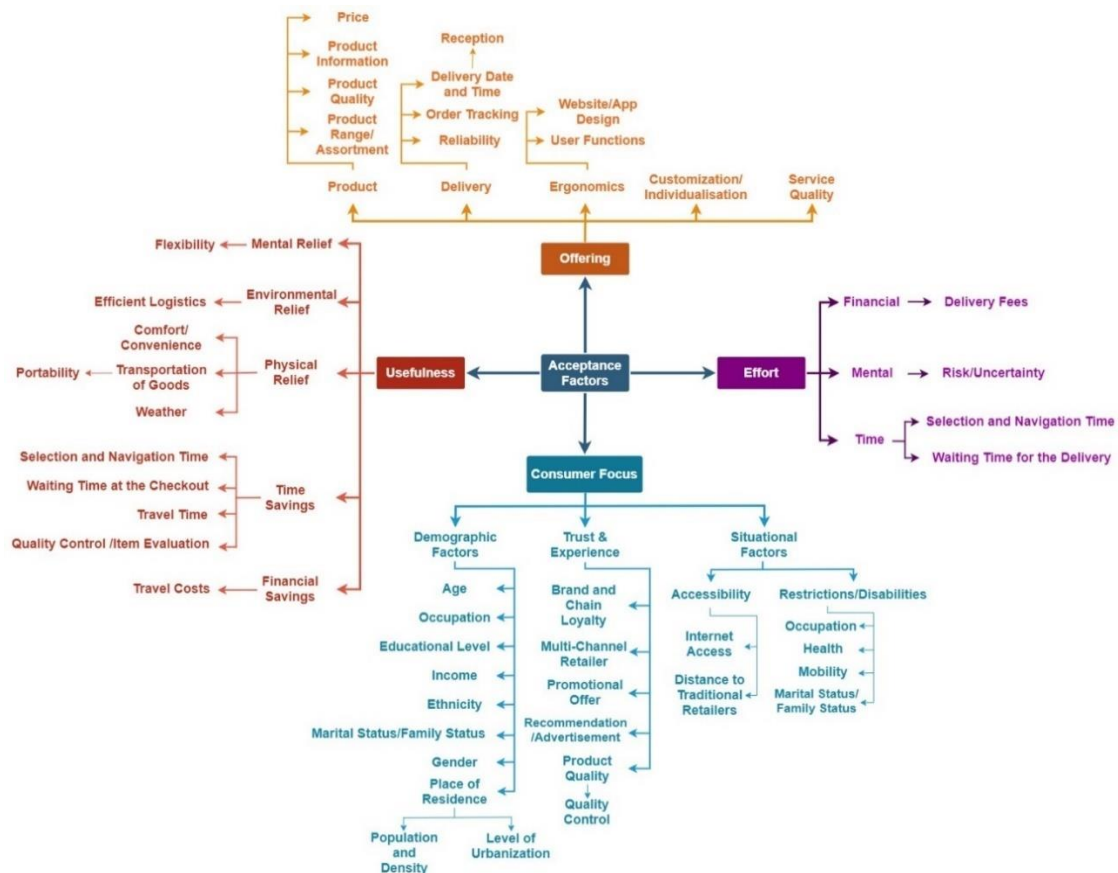 Price
Product
Information
Product
Quality
Product
Range/
Assortment
Product
Reception
Delivery Date
and Time
Order Tracking
Reliability
Delivery
Website/App
Design
User Functions
Ergonomics
Customization/
Individualisation
Service
Quality
Offering
Flexibility
Mental Relief
Efficient Logistics
Environmental
Relief
Comfort/
Convenience
Portability
Transportation
of Goods
Weather
Physical
Relief
Selection and Navigation Time
Waiting Time at the Checkout
Travel Time
Quality Control /Item Evaluation
Time
Savings
Travel Costs
Financial
Savings
Usefulness
Acceptance
Factors
Effort
Financial
Delivery Fees
Mental
Risk/Uncertainty
Time
Selection and Navigation Time
Waiting Time for the Delivery
Consumer Focus
Demographic
Factors
Age
Occupation
Educational Level
Income
Ethnicity
Marital Status/Family Status
Gender
Place of
Residence
Population
and
Density
Level of
Urbanization
Trust &
Experience
Brand and
Chain
Loyalty
Multi-Channel
Retailer
Promotional
Offer
Recommendation
/Advertisement
Product
Quality
Quality
Control
Situational
Factors
Accessibility
Internet
Access
Distance to
Traditional
Retailers
Restrictions/Disabilities
Occupation
Health
Mobility
Marital Status/
Family Status